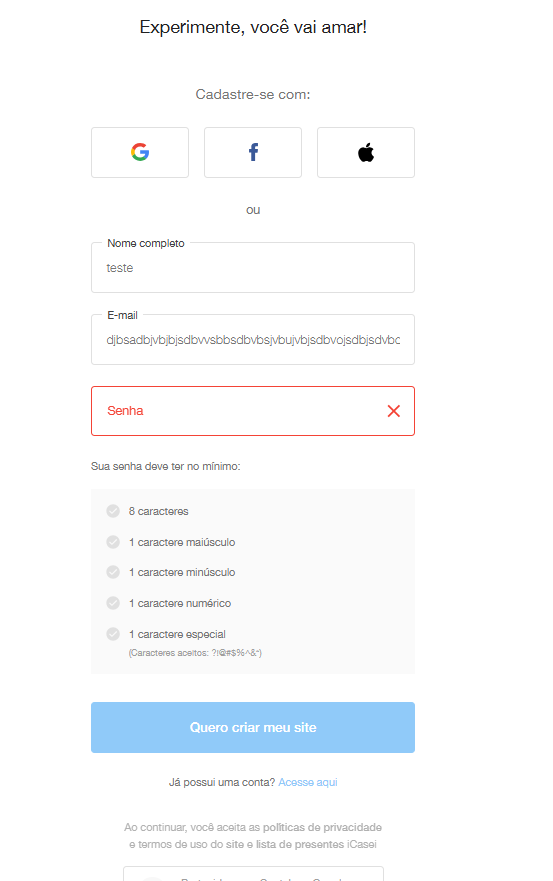 Experimente, você vai amar!
Cadastre-se com:
ou
Nome completo
teste
E-mail
djbsadbjvbjbjsdbvvsbbsdbvbsjvbujvbjsdbvojsdbjsdvbc
Senha
Sua senha deve ter no mínimo:
8 caracteres
1 caractere maiúsculo
1 caractere minúsculo
1 caractere numérico
1 caractere especial
(Caracteres aceitos: ?!@#$%^&*)
Quero criar meu site
Já possui uma conta? Acesse aqui
Ao continuar, você aceita as políticas de privacidade
e termos de uso do site e lista de presentes iCasei